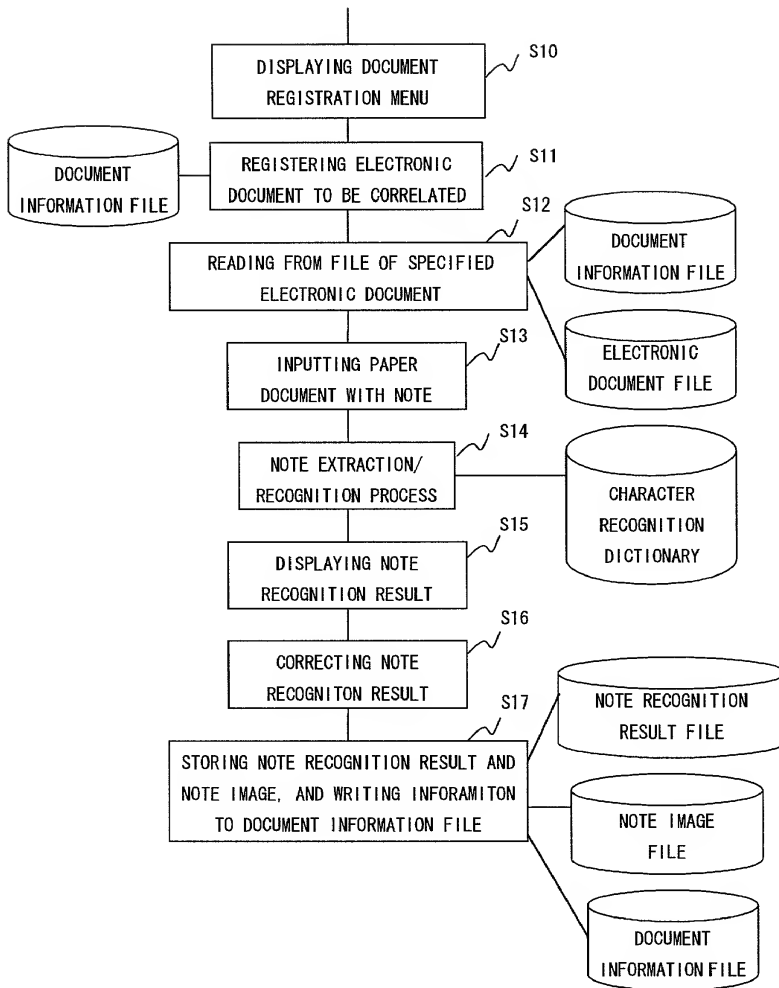 S10
DISPLAYING DOCUMENT
REGISTRATION MENU
S11
DOCUMENT
INFORMATION FILE
REGISTERING ELECTRONIC
DOCUMENT TO BE CORRELATED
S12
READING FROM FILE OF SPECIFIED
ELECTRONIC DOCUMENT
DOCUMENT
INFORMATION FILE
ELECTRONIC
DOCUMENT FILE
S13
INPUTTING PAPER
DOCUMENT WITH NOTE
S14
NOTE EXTRACTION/
RECOGNITION PROCESS
CHARACTER
RECOGNITION
DICTIONARY
S15
DISPLAYING NOTE
RECOGNITION RESULT
S16
CORRECTING NOTE
RECOGNITON RESULT
S17
STORING NOTE RECOGNITION RESULT AND
NOTE IMAGE, AND WRITING INFORAMITON
TO DOCUMENT INFORMATION FILE
NOTE RECOGNITION
RESULT FILE
NOTE IMAGE
FILE
DOCUMENT
INFORMATION FILE